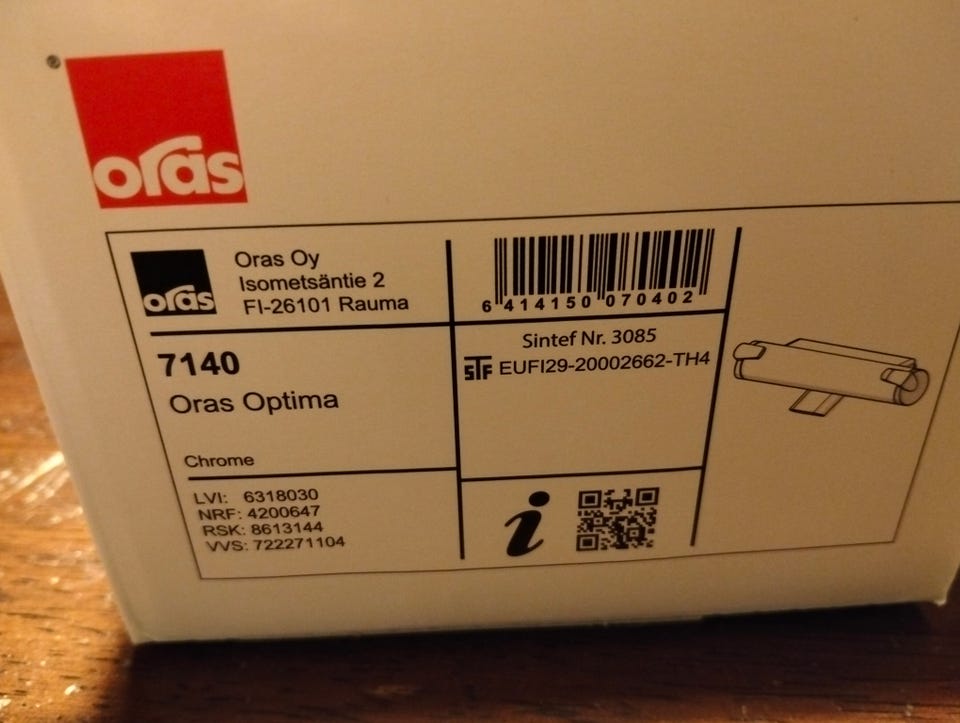 ®
oras
oras
Oras Oy
Isometsäntie 2
FI-26101 Rauma
7140
Oras Optima
Chrome
LVI: 6318030
NRF: 4200647
RSK: 8613144
VVS: 722271104
6 414150 070402
Sintef Nr. 3085
STF EUFI29-20002662-TH4
i